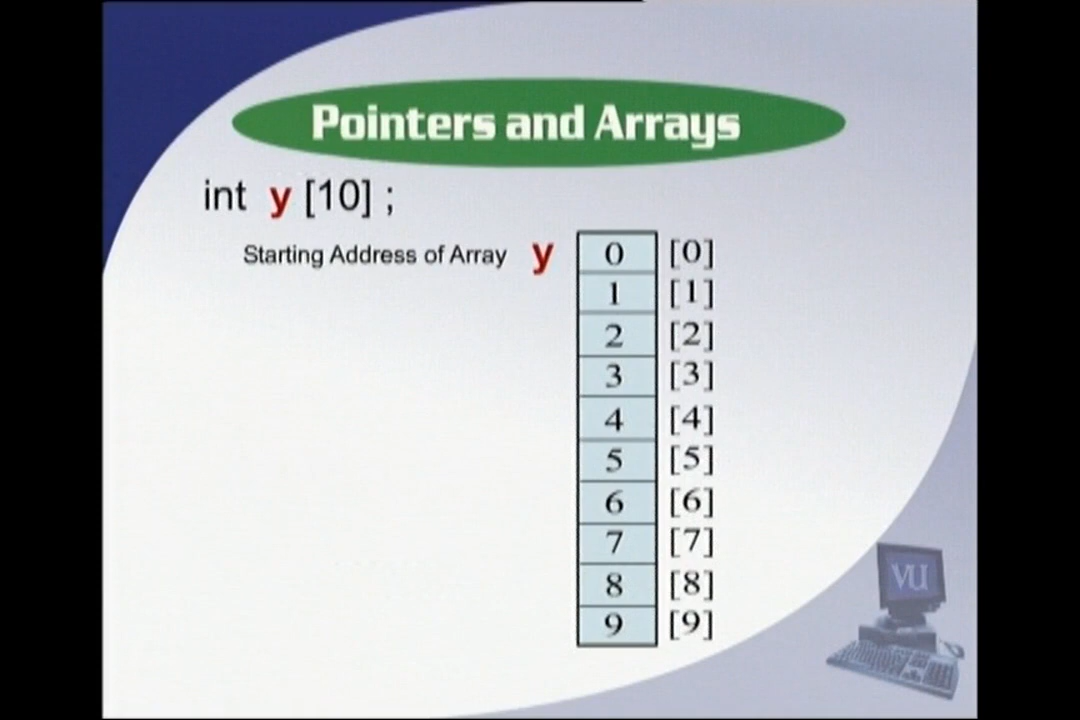 Pointers and Arrays
int y [10] ;
Starting Address of Array y 0 [0]
1 [1]
2 [2]
3 [3]
4 [4]
5 [5]
6 [6]
7 [7]
8 [8]
9 [9]
VU